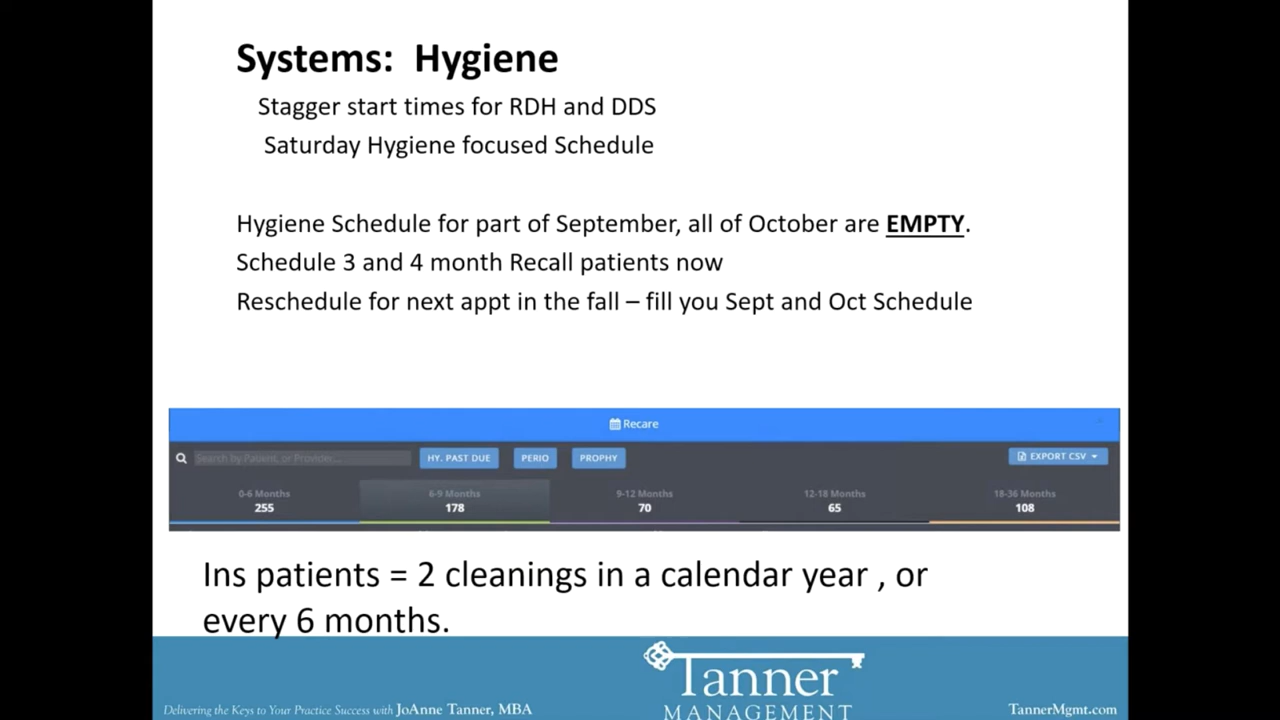 Systems: Hygiene
Stagger start times for RDH and DDS
Saturday Hygiene focused Schedule
Hygiene Schedule for part of September, all of October are EMPTY.
Schedule 3 and 4 month Recall patients now
Reschedule for next appt in the fall – fill you Sept and Oct Schedule
Recare
Search by Patient, or Provider... HY. PAST DUE PERIO PROPHY EXPORT CSV
0-6 Months 6-9 Months 9-12 Months 12-18 Months 18-36 Months
255 178 70 65 108
Ins patients = 2 cleanings in a calendar year , or
every 6 months.
Tanner
MANAGEMENT
Delivering the Keys to Your Practice Success with JoAnne Tanner, MBA
TannerMgmt.com